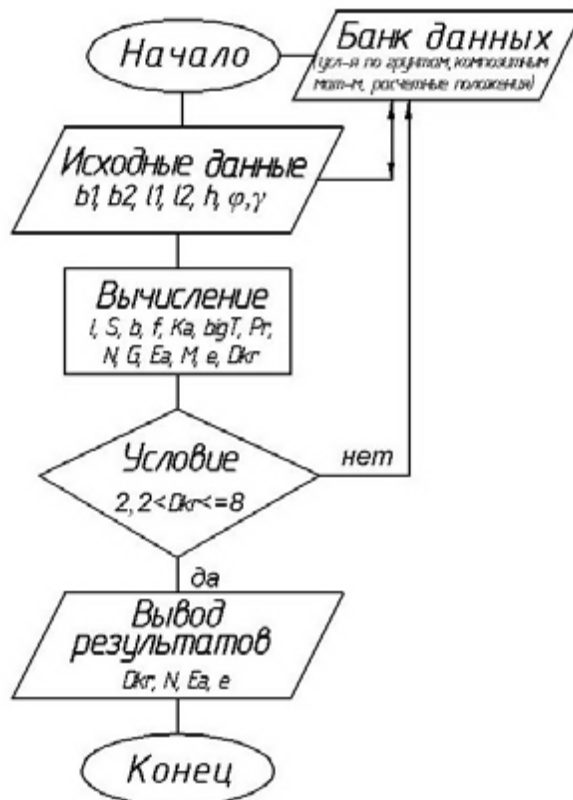 Начало
Банк данных
(усл-я по грунтам, композитным
мат-м, расчетные положения)
Исходные данные
b1, b2, l1, l2, h, φ, γ
Вычисление
l, S, b, f, Ka, bigT, Pr,
N, G, Ea, M, e, Dkr
Условие
2,2<Dkr<=8
нет
да
Вывод
результатов
Dkr, N, Ea, e
Конец